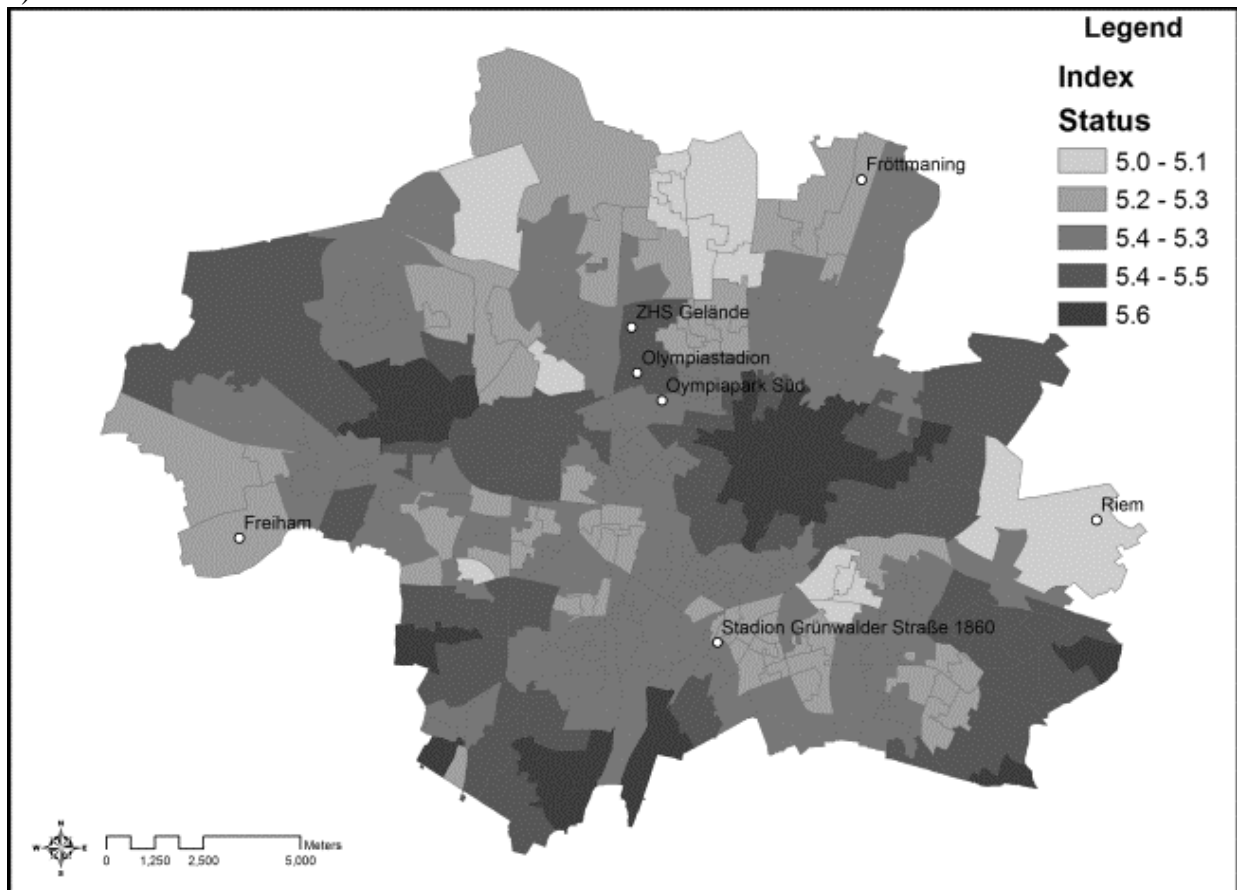 )
Legend
Index
Status
5.0 - 5.1
5.2 - 5.3
5.4 - 5.3
5.4 - 5.5
5.6
Fröttmaning
ZHS Gelände
Olympiastadion
Oympiapark Süd
Riem
Freiham
Stadion Grünwalder Straße 1860
N
W E
S
Meters
0 1,250 2,500 5,000